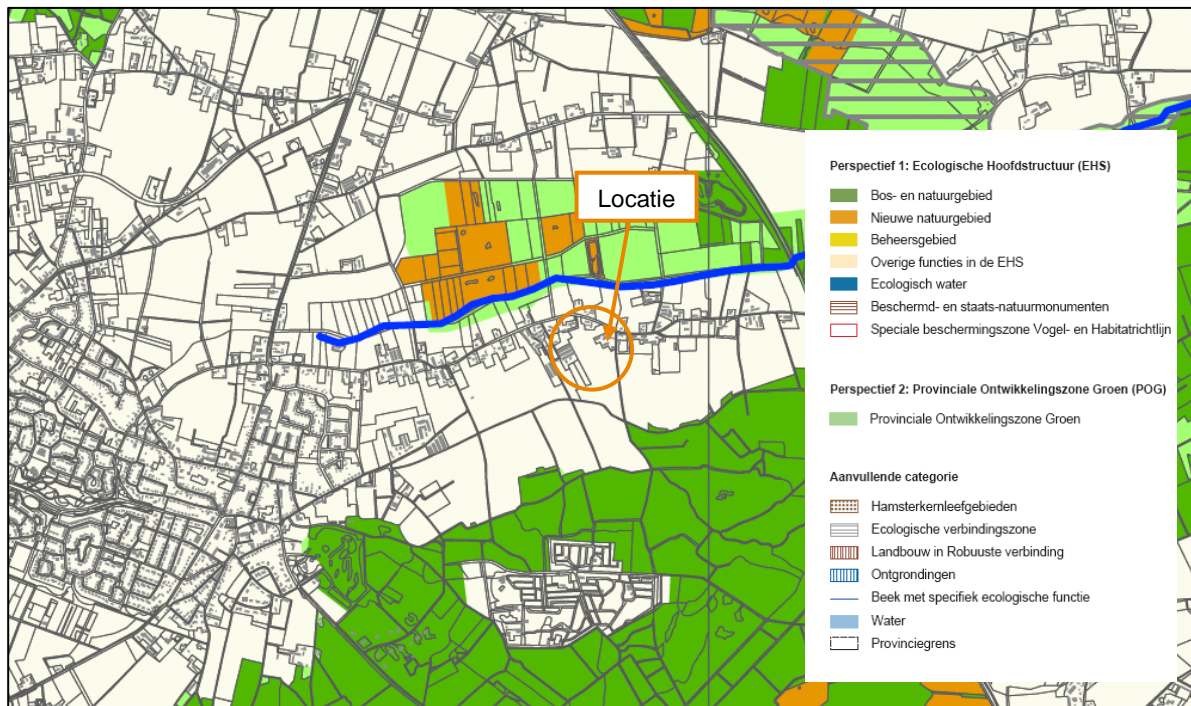 Locatie
Perspectief 1: Ecologische Hoofdstructuur (EHS)
Bos- en natuurgebied
Nieuwe natuurgebied
Beheersgebied
Overige functies in de EHS
Ecologisch water
Beschermd- en staats-natuurmonumenten
Speciale beschermingszone Vogel- en Habitatrichtlijn
Perspectief 2: Provinciale Ontwikkelingszone Groen (POG)
Provinciale Ontwikkelingszone Groen
Aanvullende categorie
Hamsterkernleefgebieden
Ecologische verbindingszone
Landbouw in Robuuste verbinding
Ontgrondingen
Beek met specifiek ecologische functie
Water
Provinciegrens